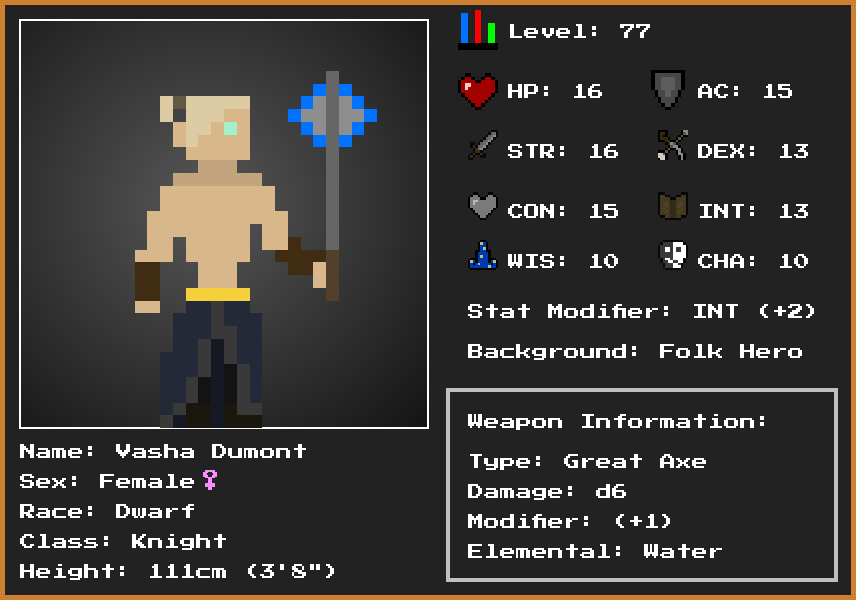 Level: 77
HP: 16
AC: 15
STR: 16
DEX: 13
CON: 15
INT: 13
WIS: 10
CHA: 10
Stat Modifier: INT (+2)
Background: Folk Hero
Weapon Information:
Type: Great Axe
Damage: d6
Modifier: (+1)
Elemental: Water
Name: Vasha Dumont
Sex: Female♀
Race: Dwarf
Class: Knight
Height: 111cm (3'8")